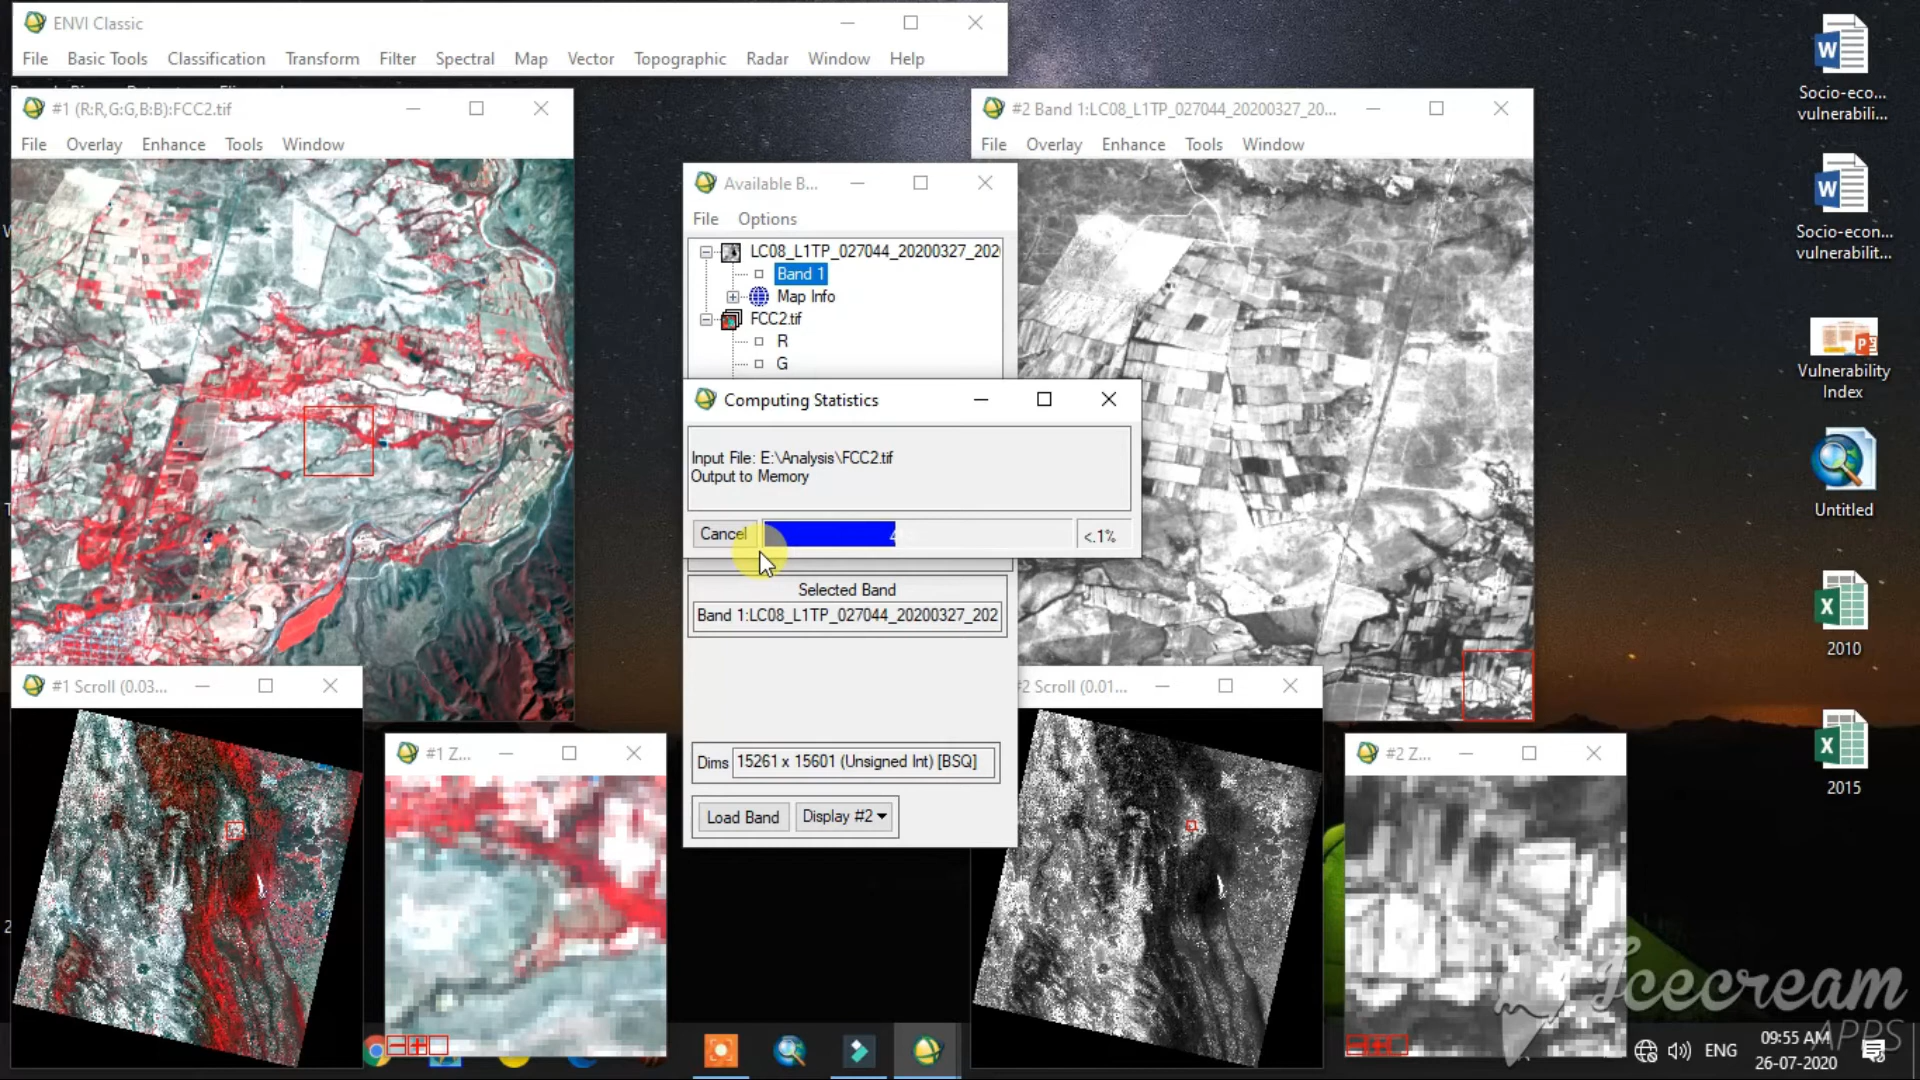 ENVI Classic
File Basic Tools Classification Transform Filter Spectral Map Vector Topographic Radar Window Help
#1 (R:R,G:G,B:B):FCC2.tif
File Overlay Enhance Tools Window
#2 Band 1:LC08_L1TP_027044_20200327_20...
File Overlay Enhance Tools Window
Available B...
File Options
LC08_L1TP_027044_20200327_202
Band 1
Map Info
FCC2.tif
R
G
Computing Statistics
Input File: E:\Analysis\FCC2.tif
Output to Memory
Cancel
<.1%
Selected Band
Band 1:LC08_L1TP_027044_20200327_202
Dims 15261 x 15601 (Unsigned Int) [BSQ]
Load Band Display #2
#1 Scroll (0.03...
#1 Z...
#2 Scroll (0.01...
#2 Z...
Socio-eco...
vulnerabili...
Socio-econ...
vulnerabilit...
Vulnerability
Index
Untitled
2010
2015
Icecream
APPS
ENG
09:55 AM
26-07-2020